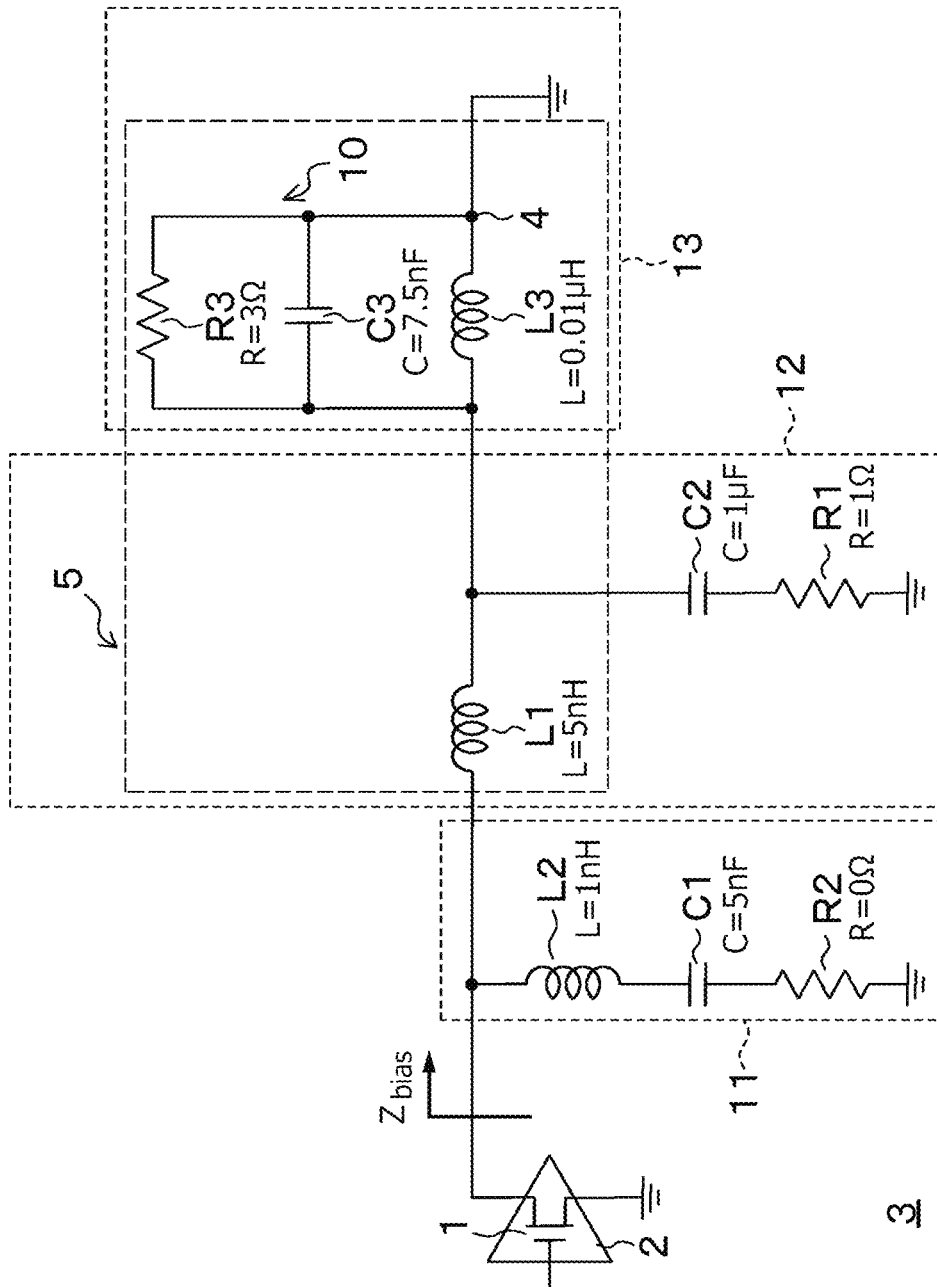 5
10
R3
R=3Ω
C3
C=7.5nF
4
L3
L=0.01μH
13
12
L1
L=5nH
C2
C=1μF
R1
R=1Ω
L2
L=1nH
C1
C=5nF
R2
R=0Ω
11
Zbias
1
2
3